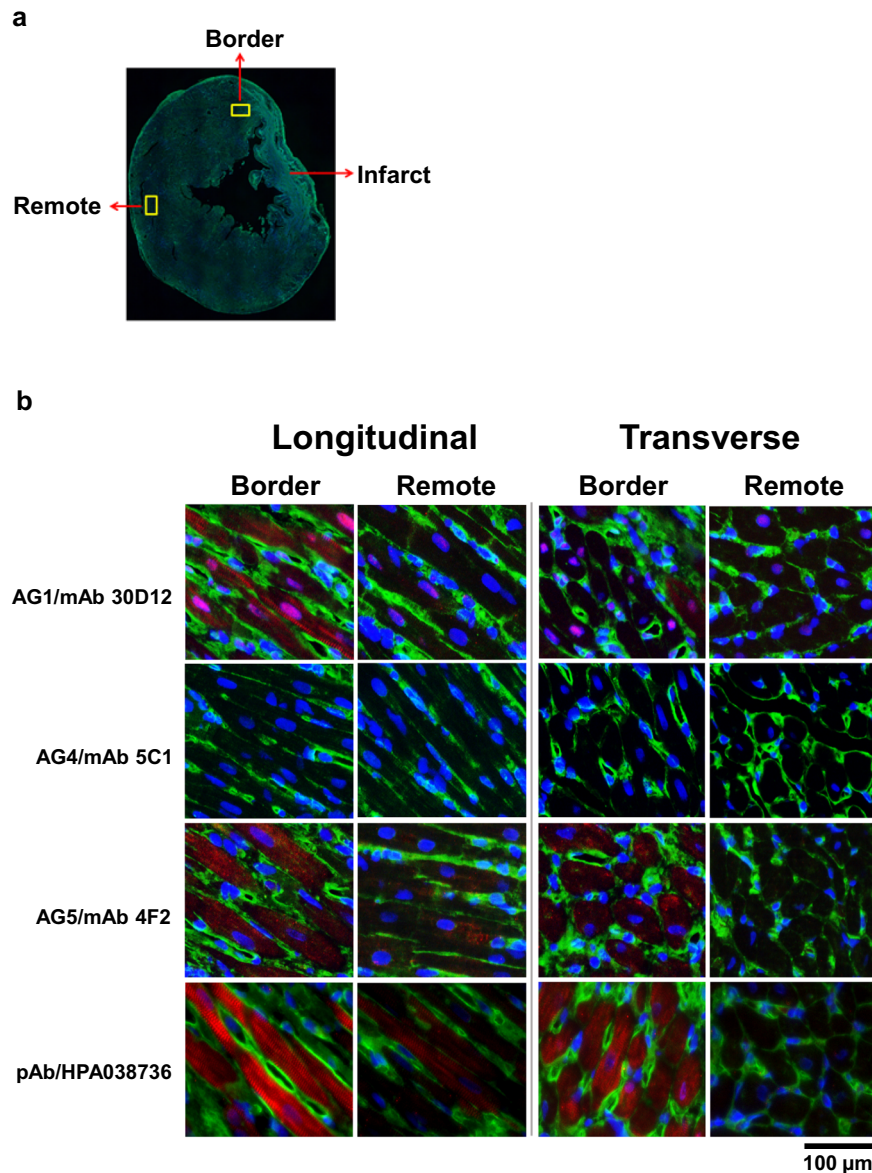 a
Border
Infarct
Remote
b
Longitudinal Transverse
Border Remote Border Remote
AG1/mAb 30D12
AG4/mAb 5C1
AG5/mAb 4F2
pAb/HPA038736
100 µm